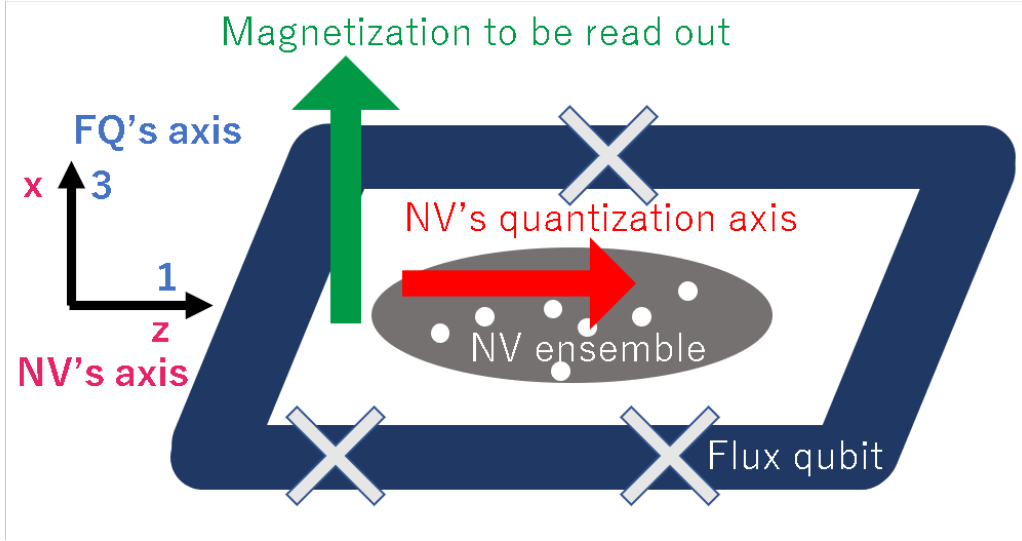 Magnetization to be read out
FQ's axis
x 3
NV's quantization axis
1
z
NV ensemble
NV's axis
Flux qubit